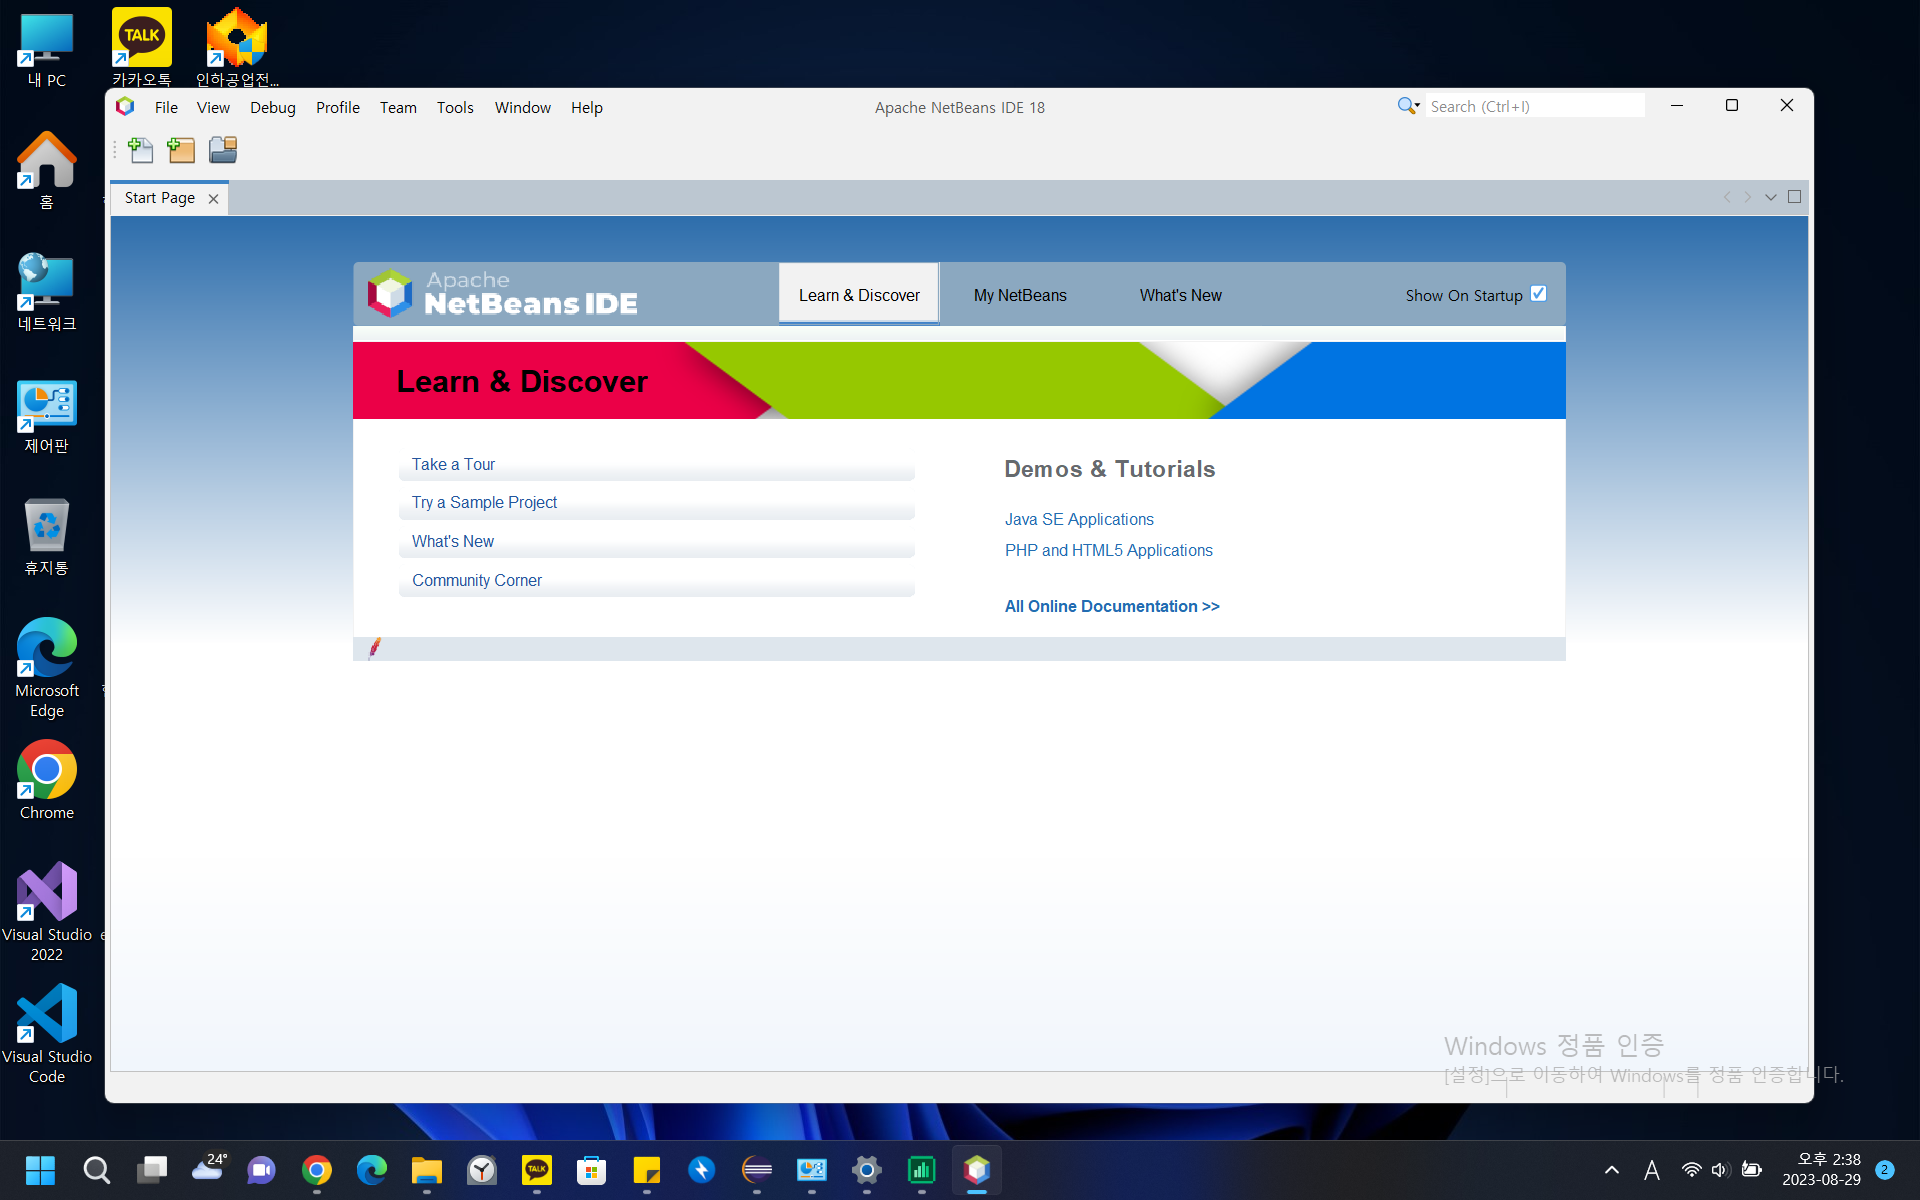 내 PC
카카오톡
인하공업전...
홈
네트워크
제어판
휴지통
Microsoft
Edge
Chrome
Visual Studio
2022
Visual Studio
Code
File View Debug Profile Team Tools Window Help
Apache NetBeans IDE 18
Search (Ctrl+I)
Start Page
Apache
NetBeans IDE
Learn & Discover
My NetBeans
What's New
Show On Startup
Learn & Discover
Take a Tour
Try a Sample Project
What's New
Community Corner
Demos & Tutorials
Java SE Applications
PHP and HTML5 Applications
All Online Documentation >>
Windows 정품 인증
[설정]으로 이동하여 Windows를 정품 인증합니다.
24°
TALK
TALK
A
오후 2:38
2023-08-29
2